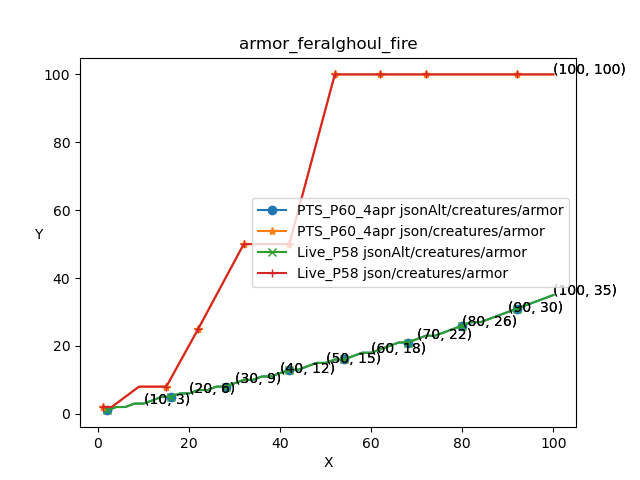 armor_feralghoul_fire
100
80
60
40
20
0
Y
(100, 100)
PTS_P60_4apr jsonAlt/creatures/armor
PTS_P60_4apr json/creatures/armor
Live_P58 jsonAlt/creatures/armor
Live_P58 json/creatures/armor
(100, 35)
(90, 30)
(80, 26)
(70, 22)
(60, 18)
(50, 15)
(40, 12)
(30, 9)
(20, 6)
(10, 3)
0 20 40 60 80 100
X